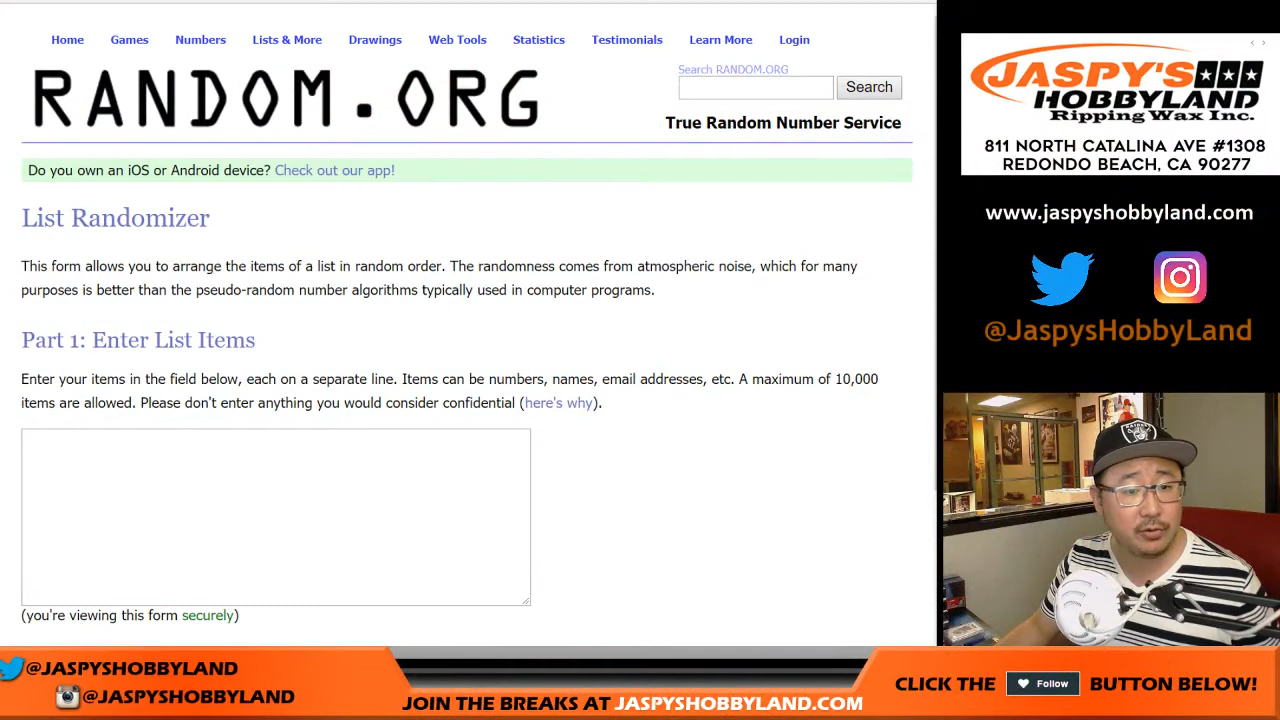 Home Games Numbers Lists & More Drawings Web Tools Statistics Testimonials Learn More Login
RANDOM.ORG
Search RANDOM.ORG
Search
True Random Number Service
Do you own an iOS or Android device? Check out our app!
List Randomizer
This form allows you to arrange the items of a list in random order. The randomness comes from atmospheric noise, which for many
purposes is better than the pseudo-random number algorithms typically used in computer programs.
Part 1: Enter List Items
Enter your items in the field below, each on a separate line. Items can be numbers, names, email addresses, etc. A maximum of 10,000
items are allowed. Please don't enter anything you would consider confidential (here's why).
(you're viewing this form securely)
JASPY'S
HOBBYLAND
Ripping Wax Inc.
811 NORTH CATALINA AVE #1308
REDONDO BEACH, CA 90277
www.jaspyshobbyland.com
@JaspysHobbyLand
RAIDERS
@JASPYSHOBBYLAND
@JASPYSHOBBYLAND
JOIN THE BREAKS AT JASPYSHOBBYLAND.COM
CLICK THE Follow BUTTON BELOW!